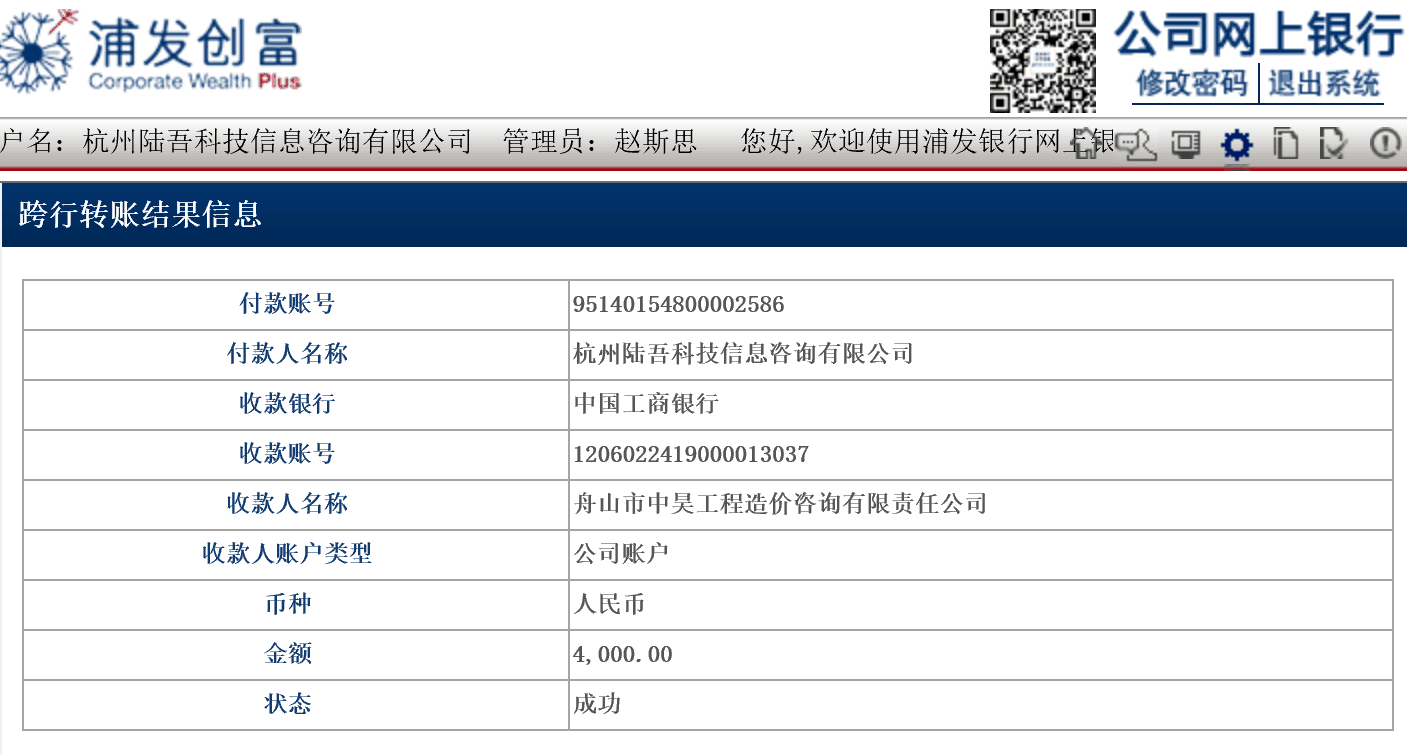 浦发创富
Corporate Wealth Plus
公司网上银行
修改密码 退出系统
户名：杭州陆吾科技信息咨询有限公司 管理员：赵斯思 您好,欢迎使用浦发银行网上银
跨行转账结果信息
付款账号 95140154800002586
付款人名称 杭州陆吾科技信息咨询有限公司
收款银行 中国工商银行
收款账号 1206022419000013037
收款人名称 舟山市中昊工程造价咨询有限责任公司
收款人账户类型 公司账户
币种 人民币
金额 4,000.00
状态 成功